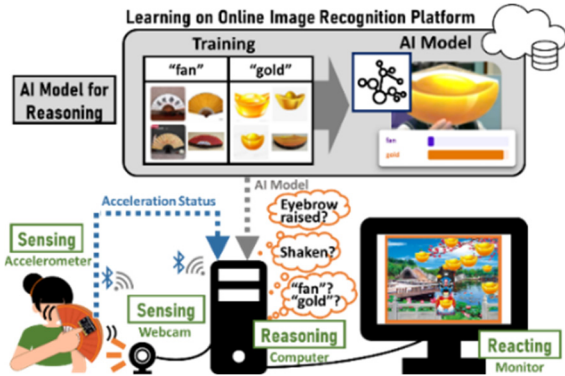 Learning on Online Image Recognition Platform
Training
AI Model
"fan"
"gold"
AI Model for
Reasoning
fan
gold
Acceleration Status
AI Model
Eyebrow
raised?
Shaken?
"fan"?
"gold"?
Sensing
Accelerometer
Sensing
Webcam
Reasoning
Computer
Reacting
Monitor